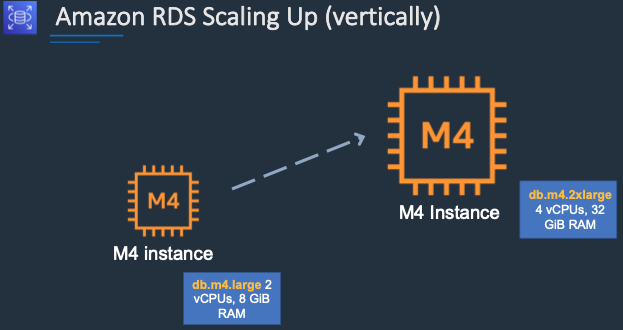 Amazon RDS Scaling Up (vertically)
M4
M4 Instance
db.m4.2xlarge
4 vCPUs, 32
GiB RAM
M4
M4 instance
db.m4.large 2
vCPUs, 8 GiB
RAM